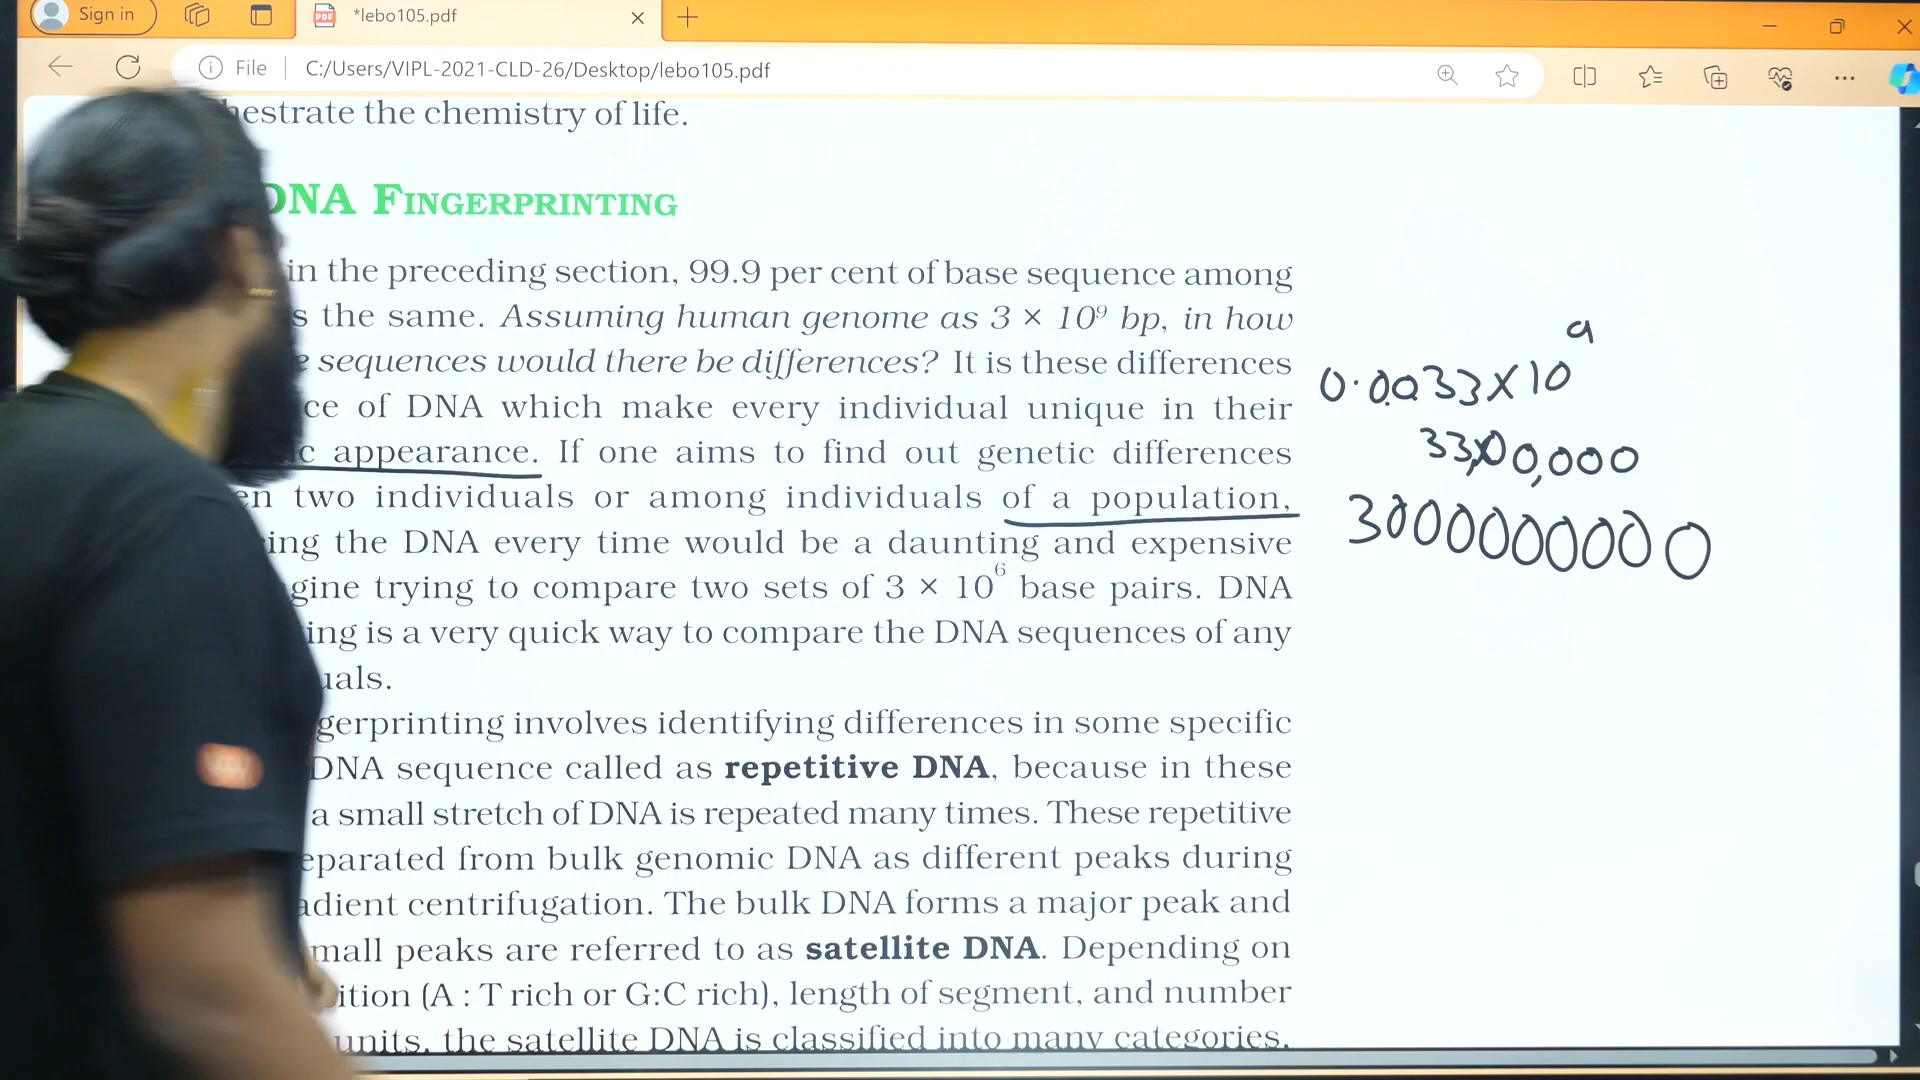 Sign in
*lebo105.pdf
File
C:/Users/VIPL-2021-CLD-26/Desktop/lebo105.pdf
hestrate the chemistry of life.
DNA FINGERPRINTING
in the preceding section, 99.9 per cent of base sequence among
s the same. Assuming human genome as 3 × 10⁹ bp, in how
e sequences would there be differences? It is these differences
ce of DNA which make every individual unique in their
c appearance. If one aims to find out genetic differences
en two individuals or among individuals of a population,
ing the DNA every time would be a daunting and expensive
gine trying to compare two sets of 3 × 10⁶ base pairs. DNA
ing is a very quick way to compare the DNA sequences of any
uals.
gerprinting involves identifying differences in some specific
DNA sequence called as repetitive DNA, because in these
a small stretch of DNA is repeated many times. These repetitive
eparated from bulk genomic DNA as different peaks during
adient centrifugation. The bulk DNA forms a major peak and
mall peaks are referred to as satellite DNA. Depending on
ition (A : T rich or G:C rich), length of segment, and number
units, the satellite DNA is classified into many categories,
0.0033×10⁹
33,00,000
3000000000